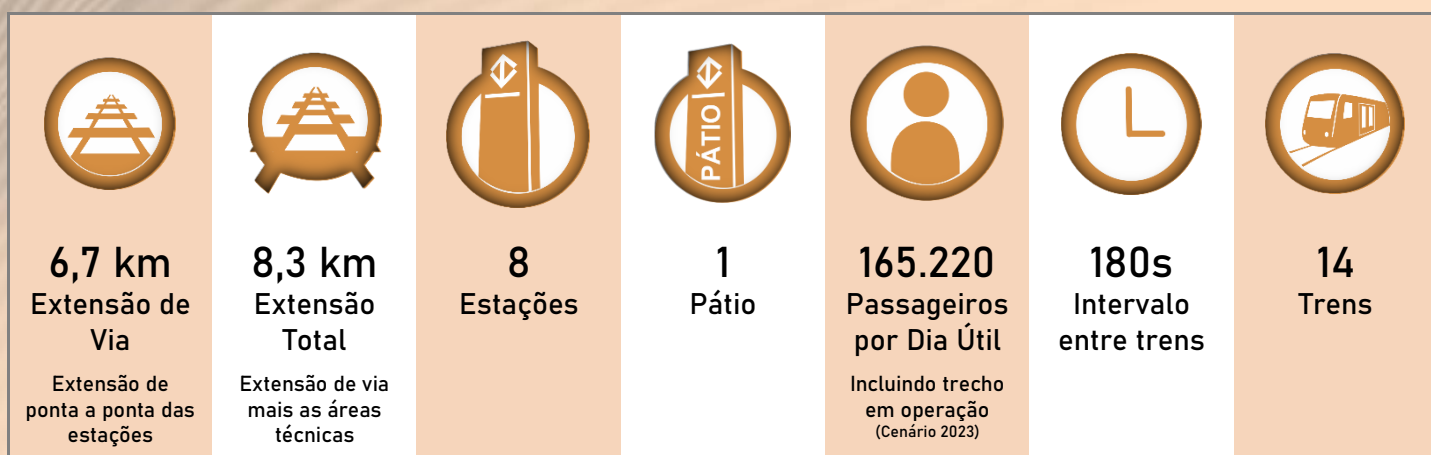 PÁTIO
6,7 km
Extensão de
Via
Extensão de
ponta a ponta das
estações
8,3 km
Extensão
Total
Extensão de via
mais as áreas
técnicas
8
Estações
1
Pátio
165.220
Passageiros
por Dia Útil
Incluindo trecho
em operação
(Cenário 2023)
180s
Intervalo
entre trens
14
Trens